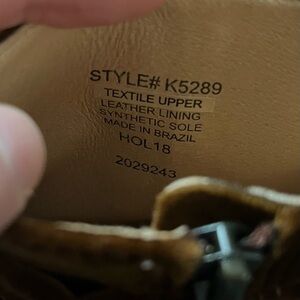 STYLE# K5289
TEXTILE UPPER
LEATHER LINING
SYNTHETIC SOLE
MADE IN BRAZIL
HOL18
2029243